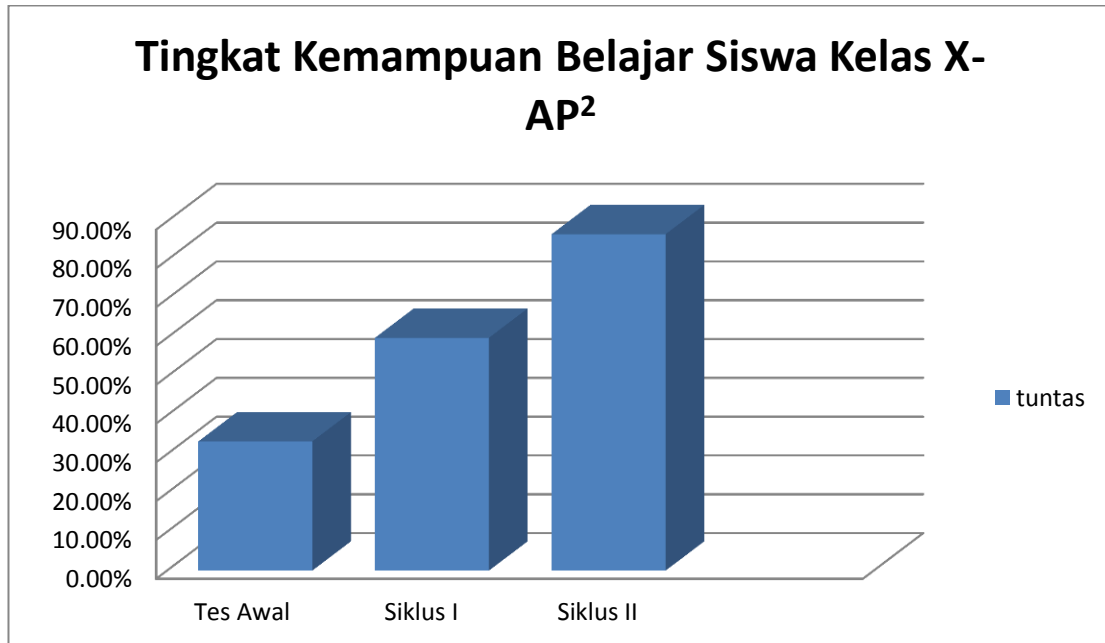 Tingkat Kemampuan Belajar Siswa Kelas X-
AP²
90.00%
80.00%
70.00%
60.00%
50.00%
40.00%
30.00%
20.00%
10.00%
0.00%
Tes Awal
Siklus I
Siklus II
tuntas